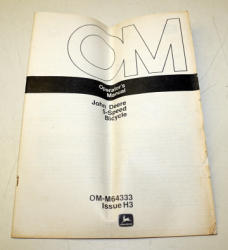 OM
Operator's
Manual
John Deere
5-Speed
Bicycle
OM-M64333
Issue H3